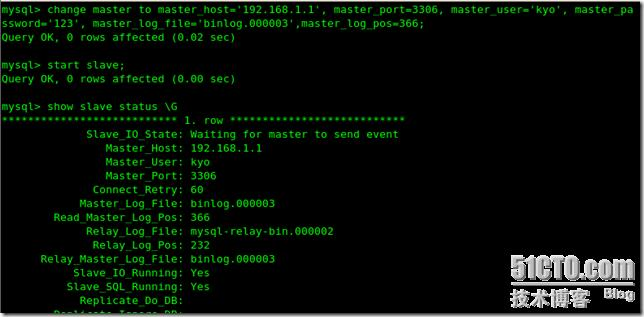 mysql> change master to master_host='192.168.1.1', master_port=3306, master_user='kyo', master_pa
ssword='123', master_log_file='binlog.000003',master_log_pos=366;
Query OK, 0 rows affected (0.02 sec)
mysql> start slave;
Query OK, 0 rows affected (0.00 sec)
mysql> show slave status \G
*************************** 1. row ***************************
Slave_IO_State: Waiting for master to send event
Master_Host: 192.168.1.1
Master_User: kyo
Master_Port: 3306
Connect_Retry: 60
Master_Log_File: binlog.000003
Read_Master_Log_Pos: 366
Relay_Log_File: mysql-relay-bin.000002
Relay_Log_Pos: 232
Relay_Master_Log_File: binlog.000003
Slave_IO_Running: Yes
Slave_SQL_Running: Yes
Replicate_Do_DB:
51CTO.com
技术博客 Blog